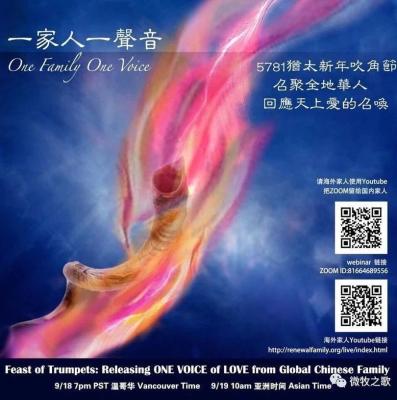 一家人一聲音
One Family One Voice
5781猶太新年吹角節
召聚全地華人
回應天上愛的召喚
请海外家人使用Youtube
把ZOOM留给国内家人
webinar 链接
ZOOM ID:81664689556
海外家人Youtube链接
http://renewalfamily.org/live/index.html
Feast of Trumpets: Releasing ONE VOICE of LOVE from Global Chinese Family
9/18 7pm PST 溫哥华 Vancouver Time 9/19 10am 亚洲时间 Asian Time
微牧之歌